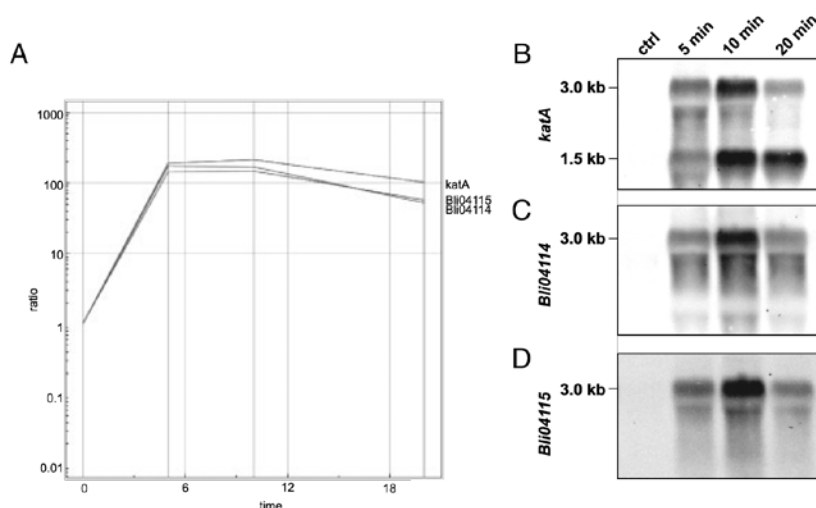 A
1000
100
10
1
0.1
0.01
ratio
0
6
12
18
time
katA
Bli04115
Bli04114
ctrl
5 min
10 min
20 min
B
3.0 kb
1.5 kb
katA
C
3.0 kb
Bli04114
D
3.0 kb
Bli04115